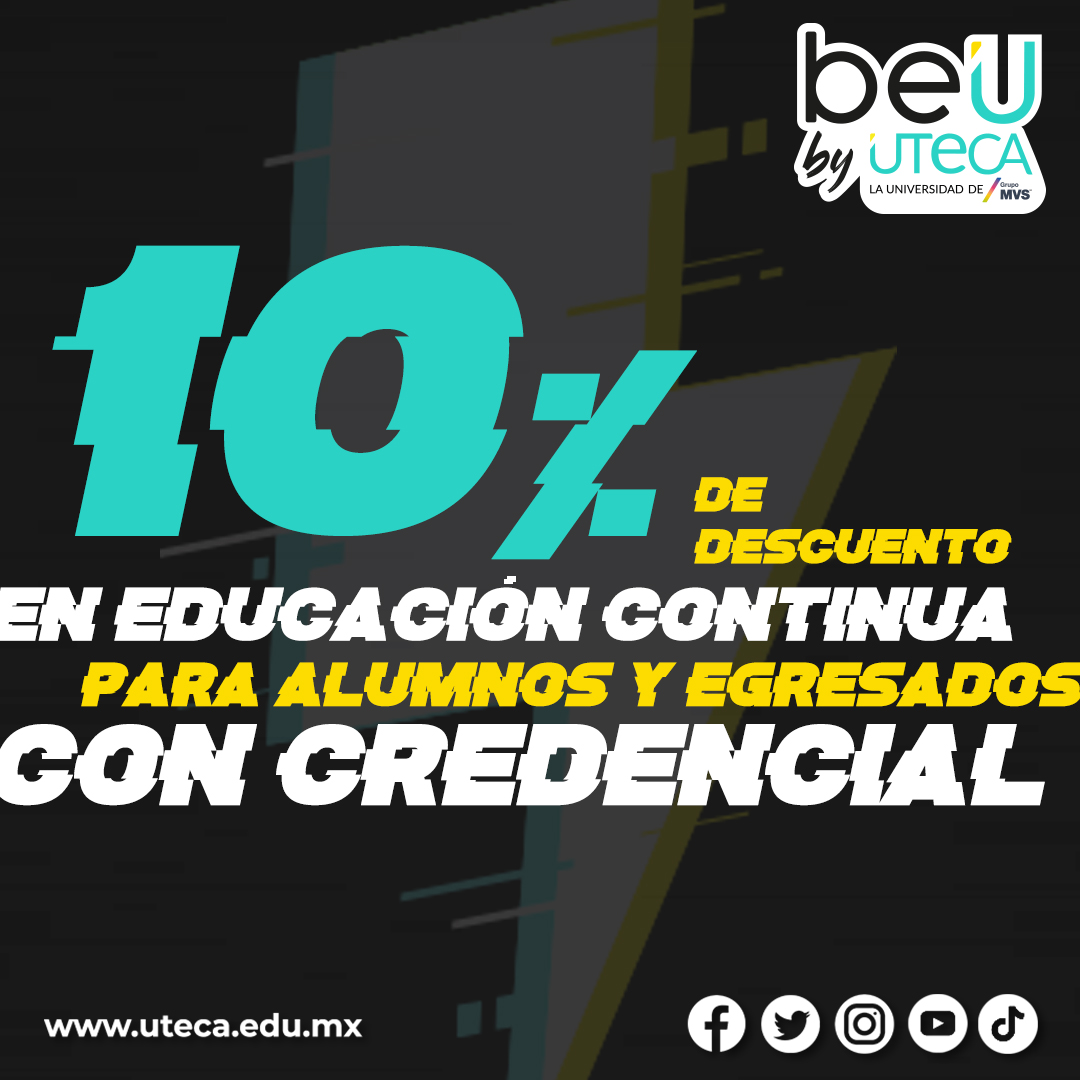 beU
by UTECA
LA UNIVERSIDAD DE Grupo MVS
10%
DE
DESCUENTO
EN EDUCACIÓN CONTINUA
PARA ALUMNOS Y EGRESADOS
CON CREDENCIAL
www.uteca.edu.mx